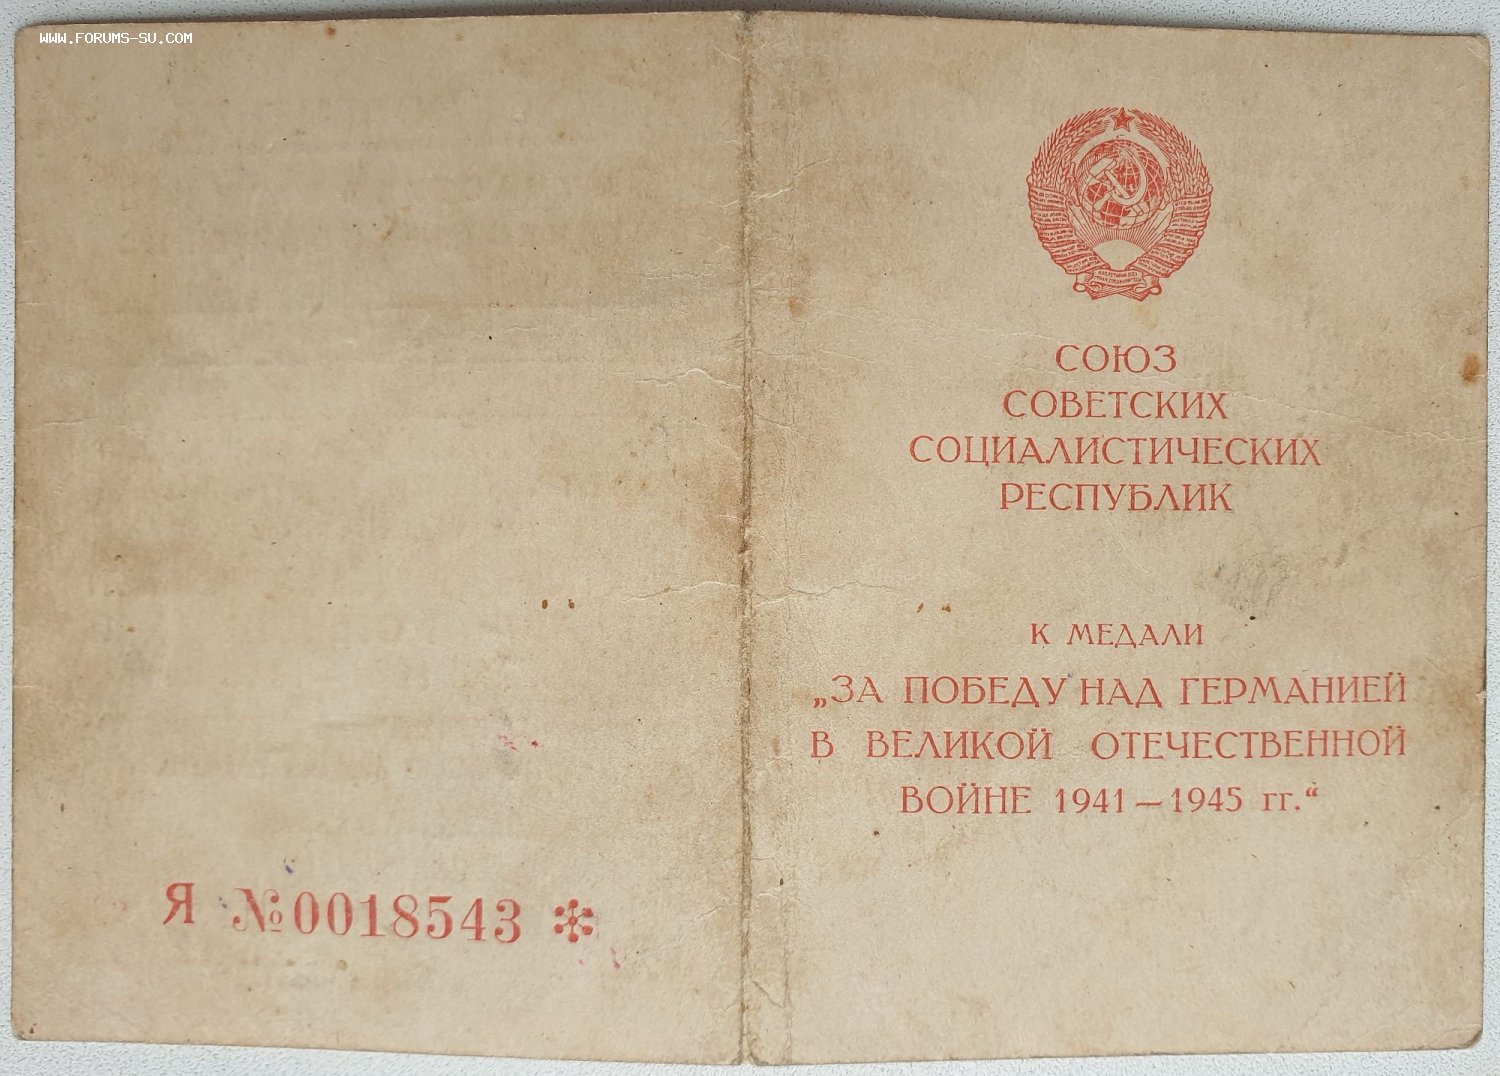 WWW.FORUMS-SU.COM
Я №0018543
СОЮЗ
СОВЕТСКИХ
СОЦИАЛИСТИЧЕСКИХ
РЕСПУБЛИК
К МЕДАЛИ
„ЗА ПОБЕДУ НАД ГЕРМАНИЕЙ
В ВЕЛИКОЙ ОТЕЧЕСТВЕННОЙ
ВОЙНЕ 1941—1945 гг.“